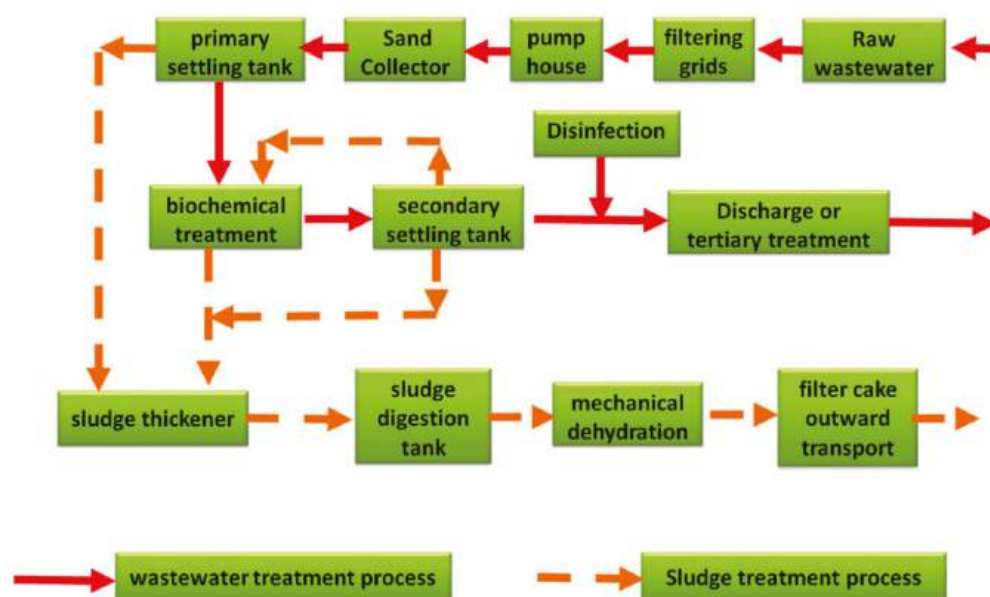 primary
settling tank
Sand
Collector
pump
house
filtering
grids
Raw
wastewater
Disinfection
biochemical
treatment
secondary
settling tank
Discharge or
tertiary treatment
sludge thickener
sludge
digestion
tank
mechanical
dehydration
filter cake
outward
transport
wastewater treatment process
Sludge treatment process